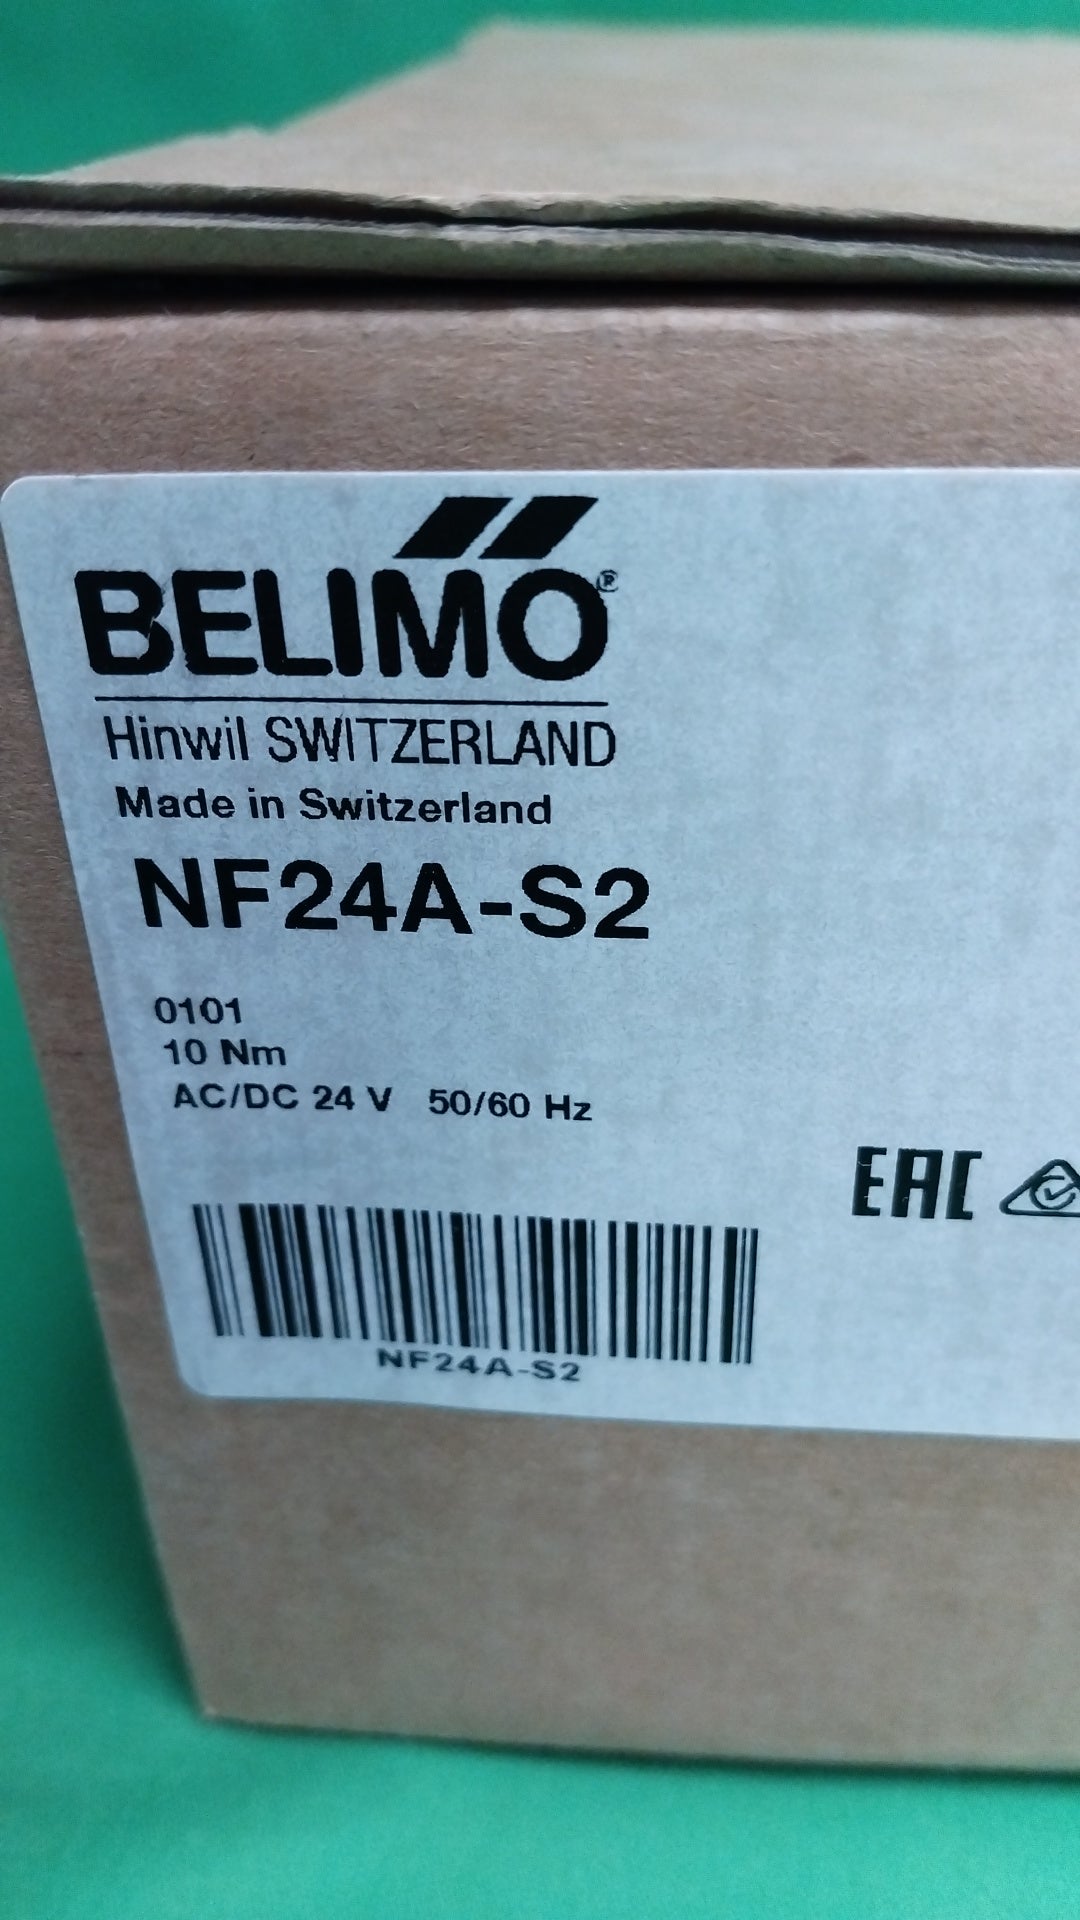 BELIMO®
Hinwil SWITZERLAND
Made in Switzerland
NF24A-S2
0101
10 Nm
AC/DC 24 V 50/60 Hz
EAC
NF24A-S2